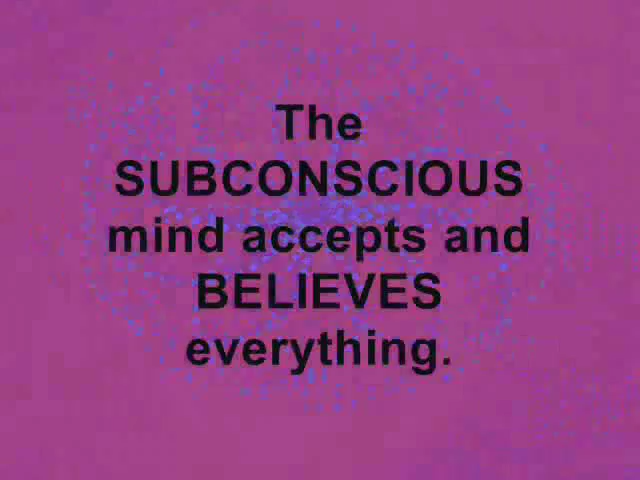 The
SUBCONSCIOUS
mind accepts and
BELIEVES
everything.